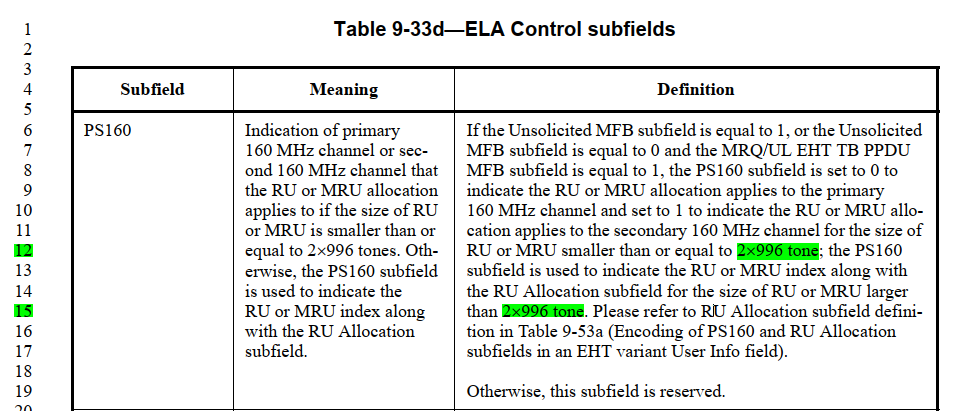 Table 9-33d—ELA Control subfields
1
2
3
4
5
6
7
8
9
10
11
12
13
14
15
16
17
18
19
20
Subfield
Meaning
Definition
PS160
Indication of primary
160 MHz channel or sec-
ond 160 MHz channel that
the RU or MRU allocation
applies to if the size of RU
or MRU is smaller than or
equal to 2×996 tones. Oth-
erwise, the PS160 subfield
is used to indicate the
RU or MRU index along
with the RU Allocation
subfield.
If the Unsolicited MFB subfield is equal to 1, or the Unsolicited
MFB subfield is equal to 0 and the MRQ/UL EHT TB PPDU
MFB subfield is equal to 1, the PS160 subfield is set to 0 to
indicate the RU or MRU allocation applies to the primary
160 MHz channel and set to 1 to indicate the RU or MRU allo-
cation applies to the secondary 160 MHz channel for the size of
RU or MRU smaller than or equal to 2×996 tone; the PS160
subfield is used to indicate the RU or MRU index along with
the RU Allocation subfield for the size of RU or MRU larger
than 2×996 tone. Please refer to RU Allocation subfield defini-
tion in Table 9-53a (Encoding of PS160 and RU Allocation
subfields in an EHT variant User Info field).
Otherwise, this subfield is reserved.